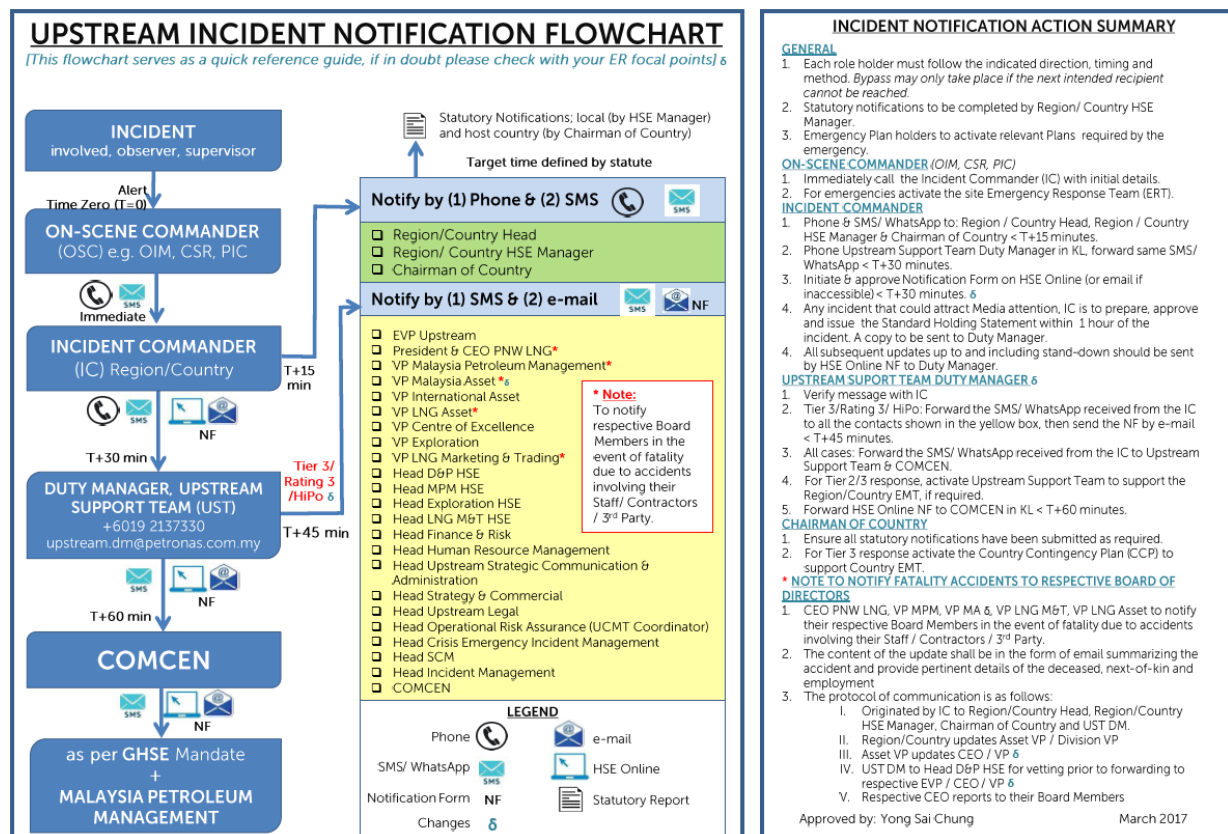 UPSTREAM INCIDENT NOTIFICATION FLOWCHART
[This flowchart serves as a quick reference guide, if in doubt please check with your ER focal points] δ
INCIDENT
involved, observer, supervisor
Alert
Time Zero (T=0)
ON-SCENE COMMANDER
(OSC) e.g. OIM, CSR, PIC
SMS
Immediate
INCIDENT COMMANDER
(IC) Region/Country
SMS
NF
T+30 min
DUTY MANAGER, UPSTREAM
SUPPORT TEAM (UST)
+6019 2137330
upstream.dm@petronas.com.my
SMS
NF
T+60 min
COMCEN
SMS
NF
as per GHSE Mandate
+
MALAYSIA PETROLEUM
MANAGEMENT
T+15
min
Tier 3/
Rating 3
/HiPo δ
T+45 min
Statutory Notifications; local (by HSE Manager)
and host country (by Chairman of Country)
Target time defined by statute
Notify by (1) Phone & (2) SMS
SMS
❑ Region/Country Head
❑ Region/ Country HSE Manager
❑ Chairman of Country
Notify by (1) SMS & (2) e-mail
SMS
NF
❑ EVP Upstream
❑ President & CEO PNW LNG*
❑ VP Malaysia Petroleum Management*
❑ VP Malaysia Asset *δ
❑ VP International Asset
❑ VP LNG Asset*
❑ VP Centre of Excellence
❑ VP Exploration
❑ VP LNG Marketing & Trading*
❑ Head D&P HSE
❑ Head MPM HSE
❑ Head Exploration HSE
❑ Head LNG M&T HSE
❑ Head Finance & Risk
❑ Head Human Resource Management
❑ Head Upstream Strategic Communication &
Administration
❑ Head Strategy & Commercial
❑ Head Upstream Legal
❑ Head Operational Risk Assurance (UCMT Coordinator)
❑ Head Crisis Emergency Incident Management
❑ Head SCM
❑ Head Incident Management
❑ COMCEN
* Note:
To notify
respective Board
Members in the
event of fatality
due to accidents
involving their
Staff/ Contractors
/ 3rd Party.
LEGEND
Phone
e-mail
SMS/ WhatsApp
SMS
HSE Online
Notification Form NF
Statutory Report
Changes δ
INCIDENT NOTIFICATION ACTION SUMMARY
GENERAL
1. Each role holder must follow the indicated direction, timing and
method. Bypass may only take place if the next intended recipient
cannot be reached.
2. Statutory notifications to be completed by Region/ Country HSE
Manager.
3. Emergency Plan holders to activate relevant Plans required by the
emergency.
ON-SCENE COMMANDER (OIM, CSR, PIC)
1. Immediately call the Incident Commander (IC) with initial details.
2. For emergencies activate the site Emergency Response Team (ERT).
INCIDENT COMMANDER
1. Phone & SMS/ WhatsApp to: Region / Country Head, Region / Country
HSE Manager & Chairman of Country < T+15 minutes.
2. Phone Upstream Support Team Duty Manager in KL, forward same SMS/
WhatsApp < T+30 minutes.
3. Initiate & approve Notification Form on HSE Online (or email if
inaccessible) < T+30 minutes. δ
4. Any incident that could attract Media attention, IC is to prepare, approve
and issue the Standard Holding Statement within 1 hour of the
incident. A copy to be sent to Duty Manager.
4. All subsequent updates up to and including stand-down should be sent
by HSE Online NF to Duty Manager.
UPSTREAM SUPORT TEAM DUTY MANAGER δ
1. Verify message with IC
2. Tier 3/Rating 3/ HiPo: Forward the SMS/ WhatsApp received from the IC
to all the contacts shown in the yellow box, then send the NF by e-mail
< T+45 minutes.
3. All cases: Forward the SMS/ WhatsApp received from the IC to Upstream
Support Team & COMCEN.
4. For Tier 2/3 response, activate Upstream Support Team to support the
Region/Country EMT, if required.
5. Forward HSE Online NF to COMCEN in KL < T+60 minutes.
CHAIRMAN OF COUNTRY
1. Ensure all statutory notifications have been submitted as required.
2. For Tier 3 response activate the Country Contingency Plan (CCP) to
support Country EMT.
* NOTE TO NOTIFY FATALITY ACCIDENTS TO RESPECTIVE BOARD OF
DIRECTORS
1. CEO PNW LNG, VP MPM, VP MA δ, VP LNG M&T, VP LNG Asset to notify
their respective Board Members in the event of fatality due to accidents
involving their Staff / Contractors / 3rd Party.
2. The content of the update shall be in the form of email summarizing the
accident and provide pertinent details of the deceased, next-of-kin and
employment
3. The protocol of communication is as follows:
I. Originated by IC to Region/Country Head, Region/Country
HSE Manager, Chairman of Country and UST DM.
II. Region/Country updates Asset VP / Division VP
III. Asset VP updates CEO / VP δ
IV. UST DM to Head D&P HSE for vetting prior to forwarding to
respective EVP / CEO / VP δ
V. Respective CEO reports to their Board Members
Approved by: Yong Sai Chung
March 2017